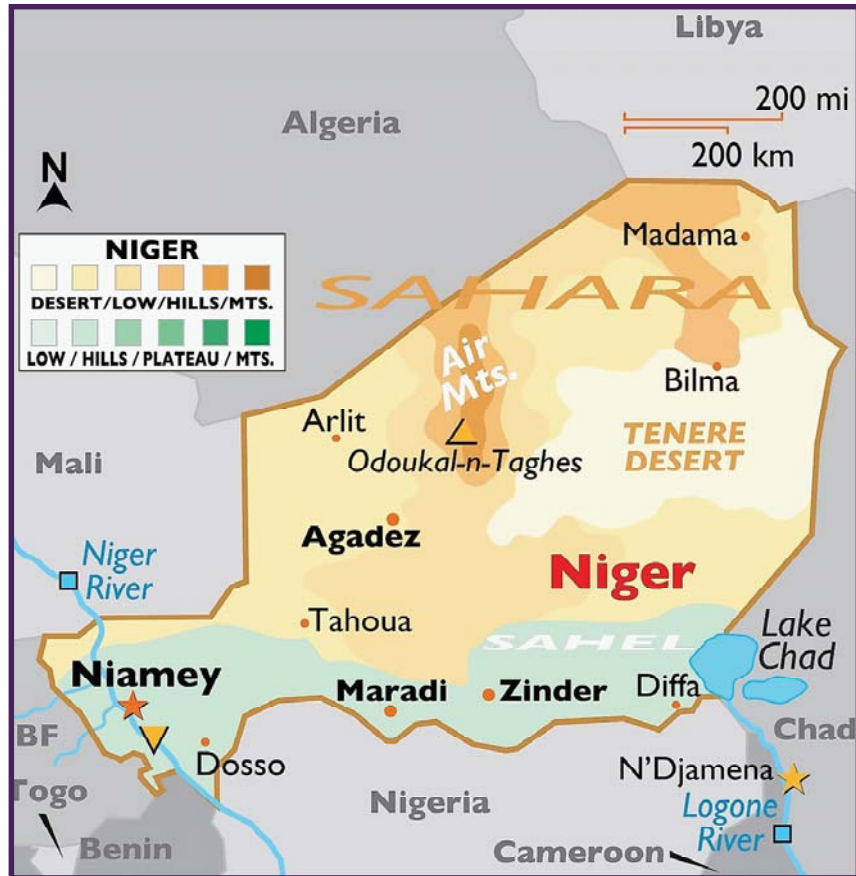 Libya
200 mi
200 km
Algeria
N
NIGER
DESERT/LOW/HILLS/MTS.
LOW / HILLS / PLATEAU / MTS.
Madama
SAHARA
Air
Mts.
Bilma
Arlit
TENERE
DESERT
Odoukal-n-Taghes
Mali
Agadez
Niger
River
Niger
Tahoua
SAHEL
Lake
Chad
Niamey
Maradi
Zinder
Diffa
BF
Chad
Dosso
N'Djamena
Togo
Nigeria
Logone
River
Benin
Cameroon